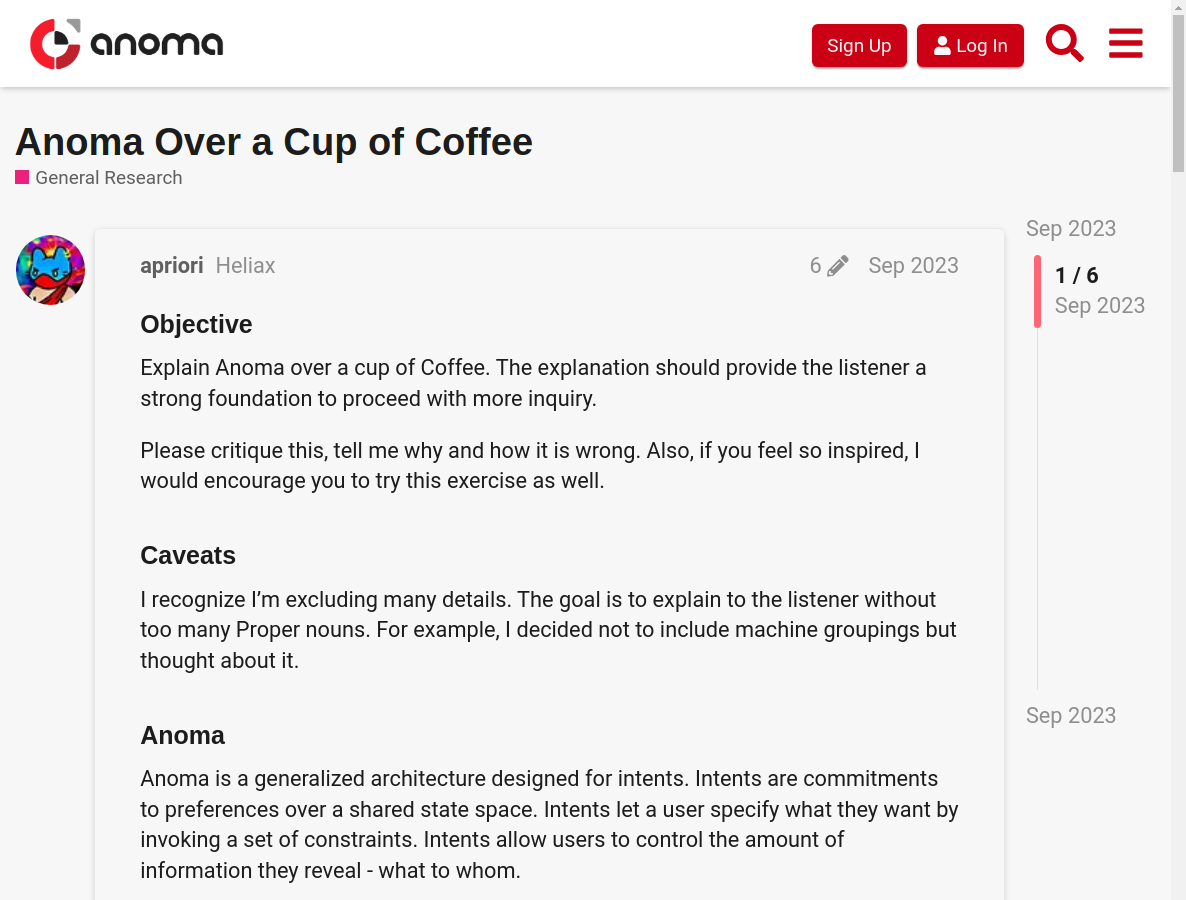 anoma
Sign Up
Log In
Anoma Over a Cup of Coffee
General Research
Sep 2023
apriori Heliax 6 Sep 2023
1 / 6
Sep 2023
Objective
Explain Anoma over a cup of Coffee. The explanation should provide the listener a
strong foundation to proceed with more inquiry.
Please critique this, tell me why and how it is wrong. Also, if you feel so inspired, I
would encourage you to try this exercise as well.
Caveats
I recognize I’m excluding many details. The goal is to explain to the listener without
too many Proper nouns. For example, I decided not to include machine groupings but
thought about it.
Sep 2023
Anoma
Anoma is a generalized architecture designed for intents. Intents are commitments
to preferences over a shared state space. Intents let a user specify what they want by
invoking a set of constraints. Intents allow users to control the amount of
information they reveal - what to whom.